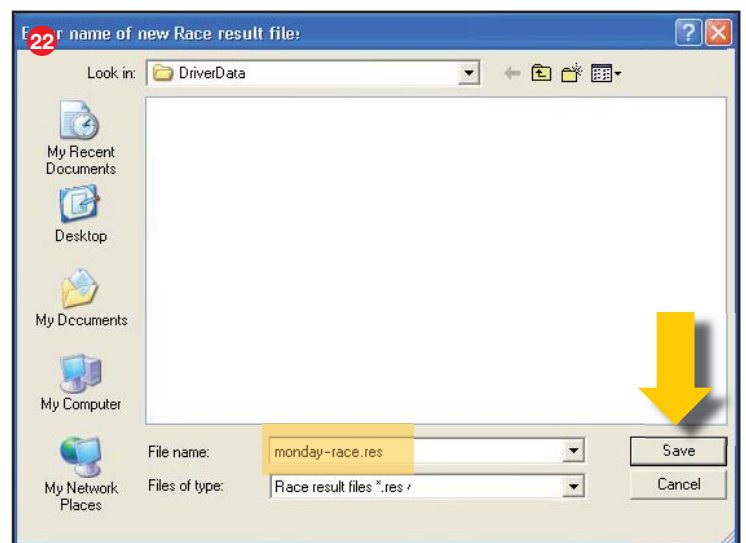 22
name of new Race result file:
Look in: DriverData
My Recent
Documents
Desktop
My Documents
My Computer
My Network
Places
File name: monday-race.res
Save
Files of type: Race result files *.res
Cancel